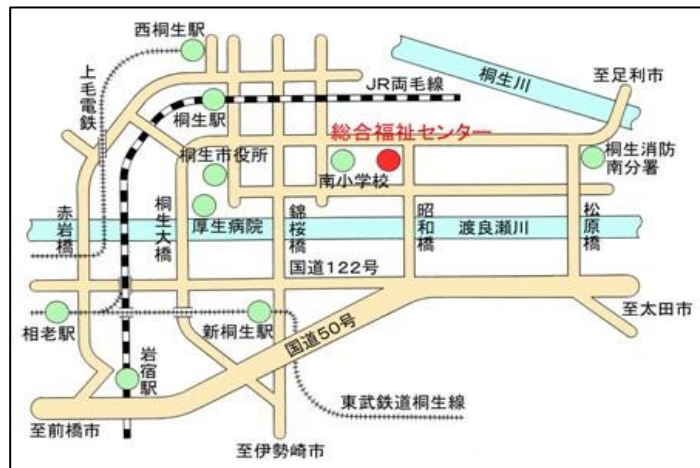 西桐生駅
上毛電鉄
桐生川
至足利市
JR両毛線
桐生駅
総合福祉センター
桐生市役所
南小学校
桐生消防
南分署
赤岩橋
桐生大橋
厚生病院
錦桜橋
昭和橋
渡良瀬川
松原橋
国道122号
至太田市
相老駅
新桐生駅
国道50号
岩宿駅
東武鉄道桐生線
至前橋市
至伊勢崎市